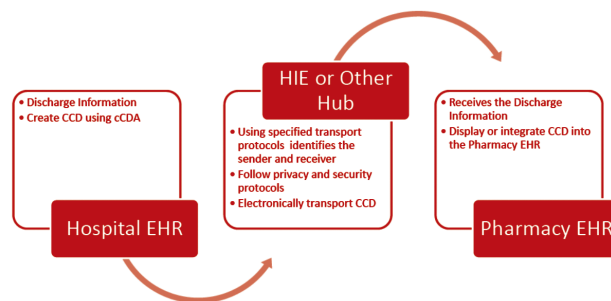 • Discharge Information
• Create CCD using cCDA
Hospital EHR
HIE or Other
Hub
• Using specified transport
protocols identifies the
sender and receiver
• Follow privacy and security
protocols
• Electronically transport CCD
• Receives the Discharge
Information
• Display or integrate CCD into
the Pharmacy EHR
Pharmacy EHR